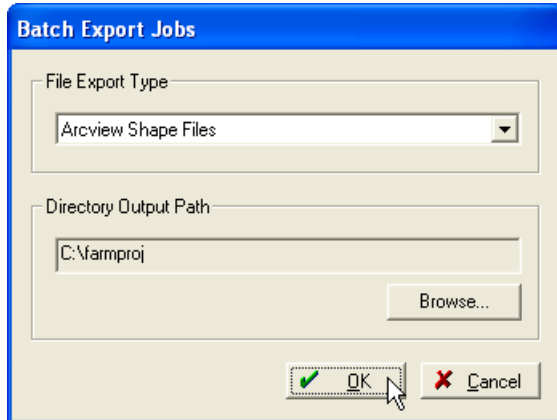 Batch Export Jobs
File Export Type
Arcview Shape Files
Directory Output Path
C:\farmproj
Browse...
OK
Cancel